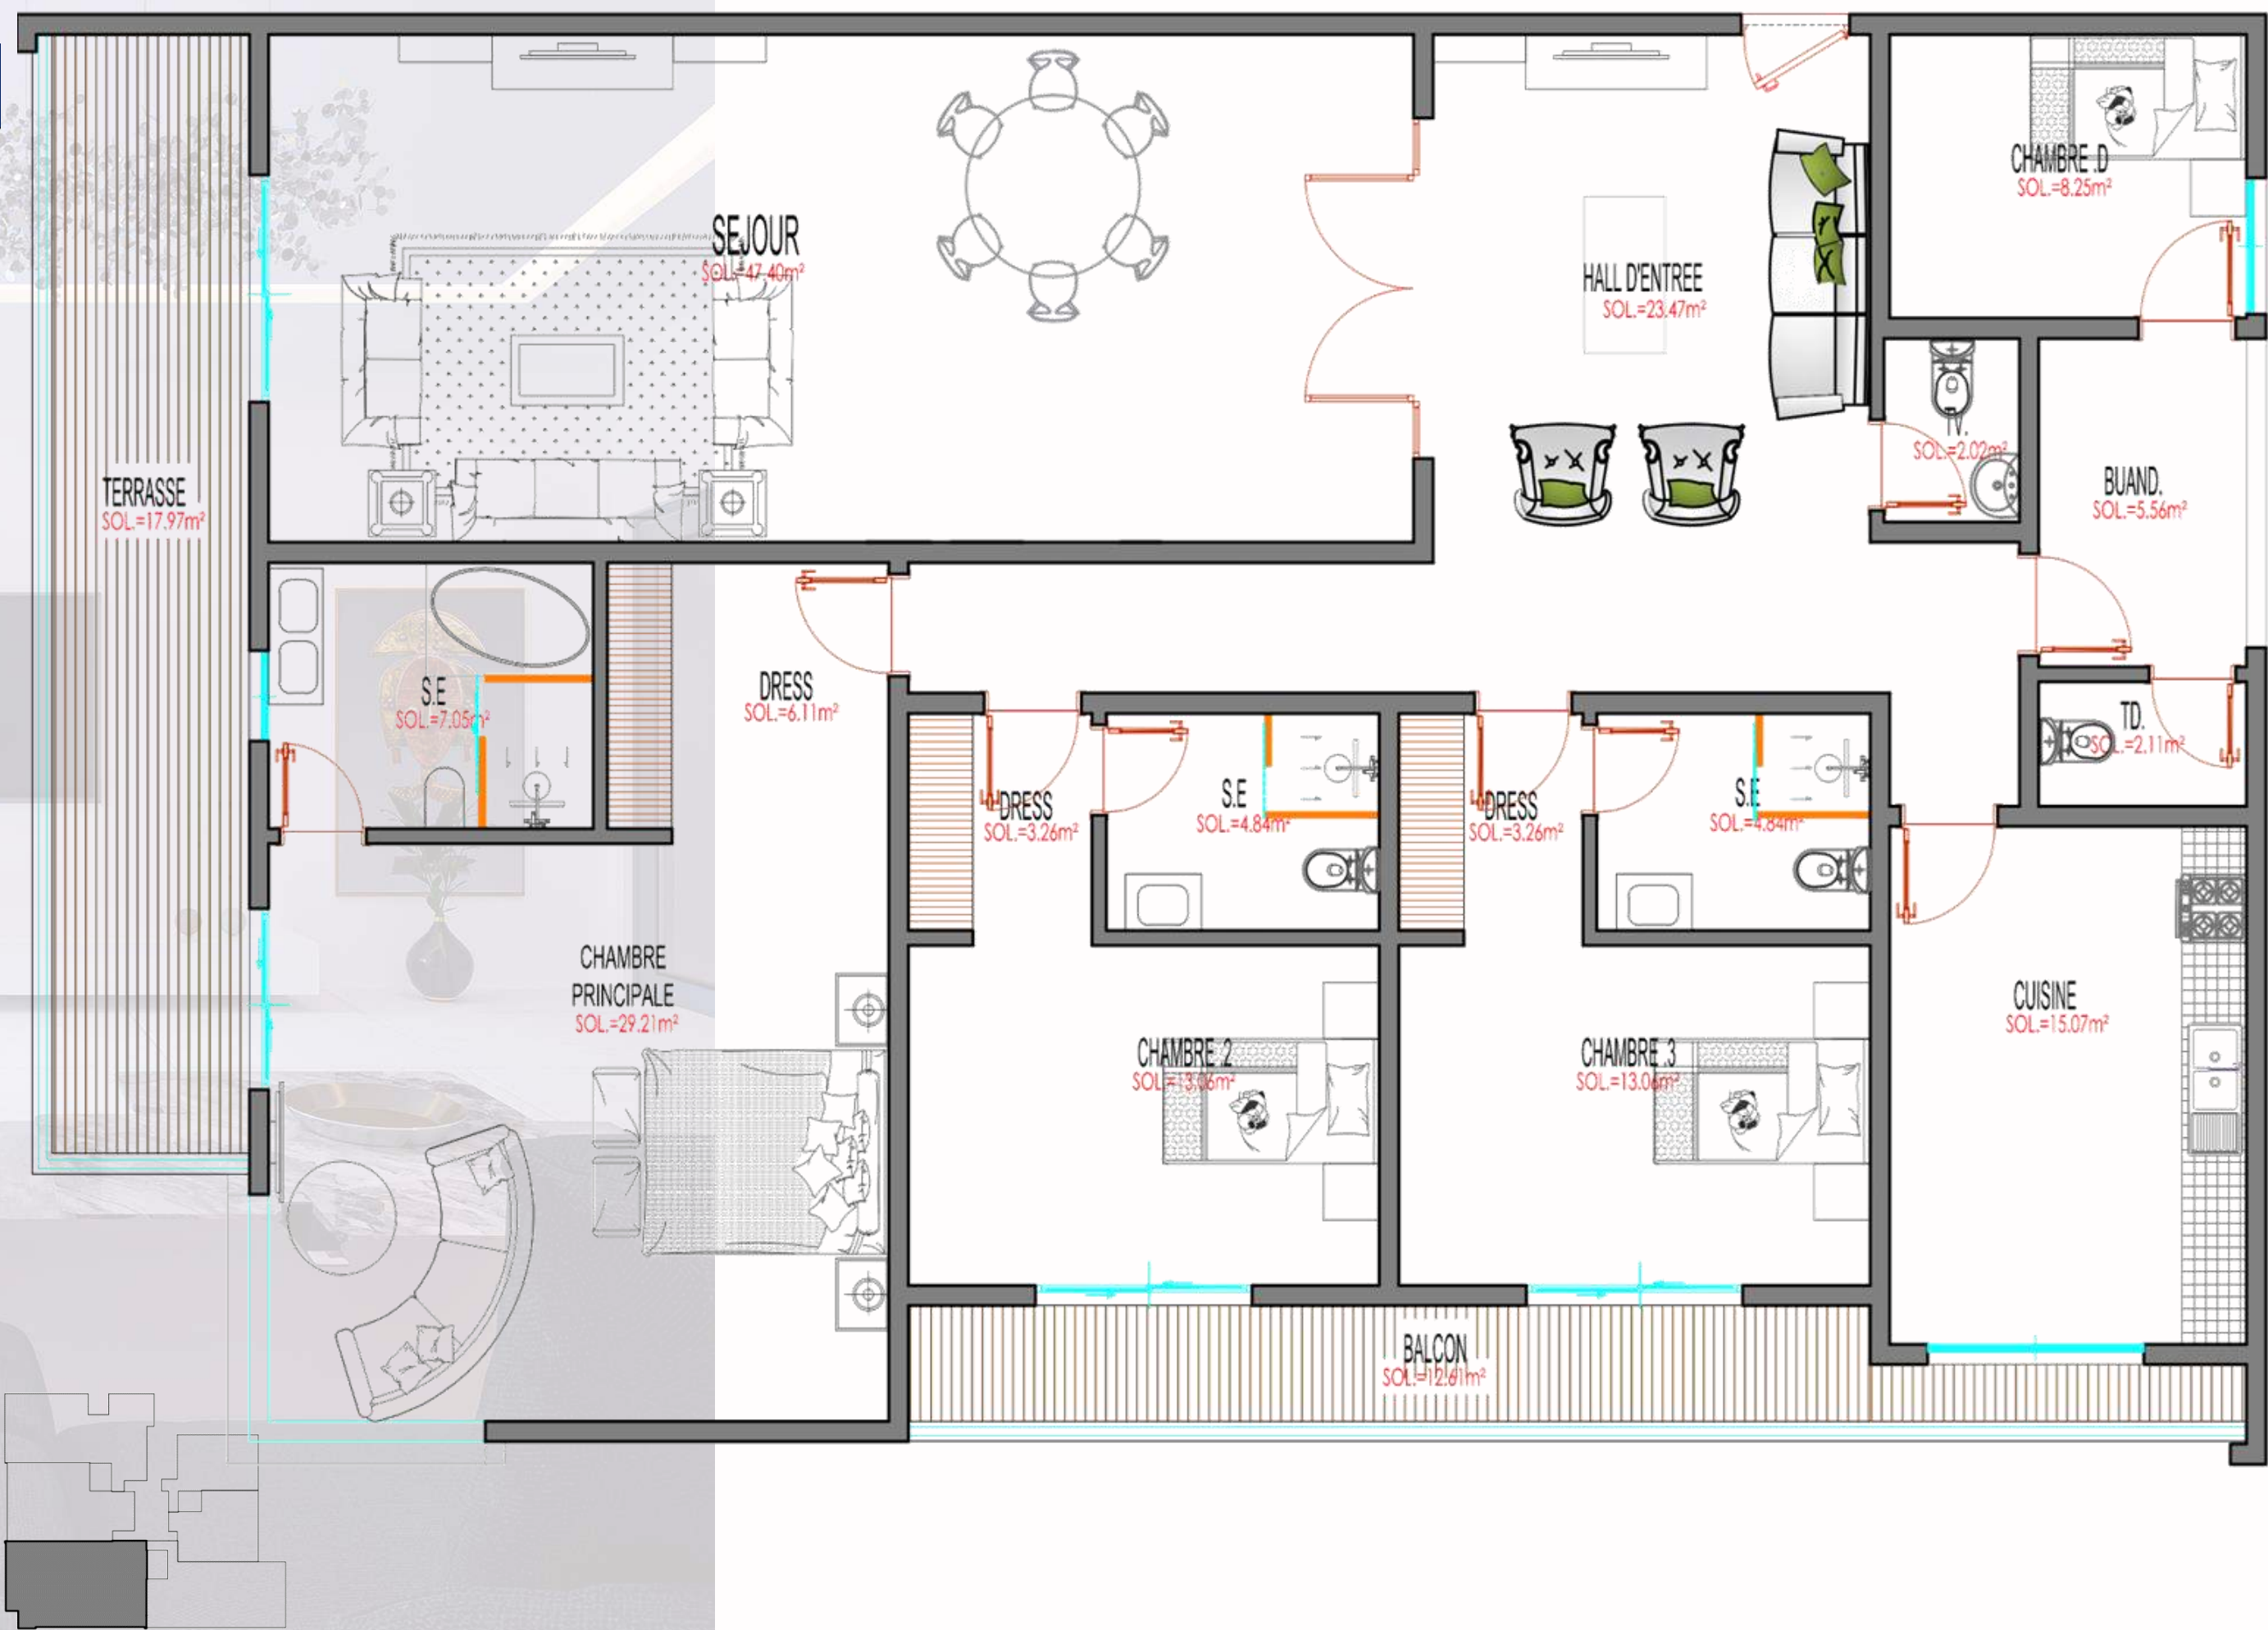 CHAMBRE .D
SOL.=8.25m²
SEJOUR
SOL.=47.40m²
HALL D'ENTREE
SOL.=23.47m²
SOL.=2.02m²
TERRASSE
SOL.=17.97m²
BUAND.
SOL.=5.56m²
S.E
SOL.=7.05m²
DRESS
SOL.=6.11m²
TD.
SOL.=2.11m²
DRESS
SOL.=3.26m²
S.E
SOL.=4.84m²
DRESS
SOL.=3.26m²
S.E
SOL.=4.84m²
CHAMBRE
PRINCIPALE
SOL.=29.21m²
CUISINE
SOL.=15.07m²
CHAMBRE .2
SOL.=13.06m²
CHAMBRE .3
SOL.=13.06m²
BALCON
SOL.=12.61m²